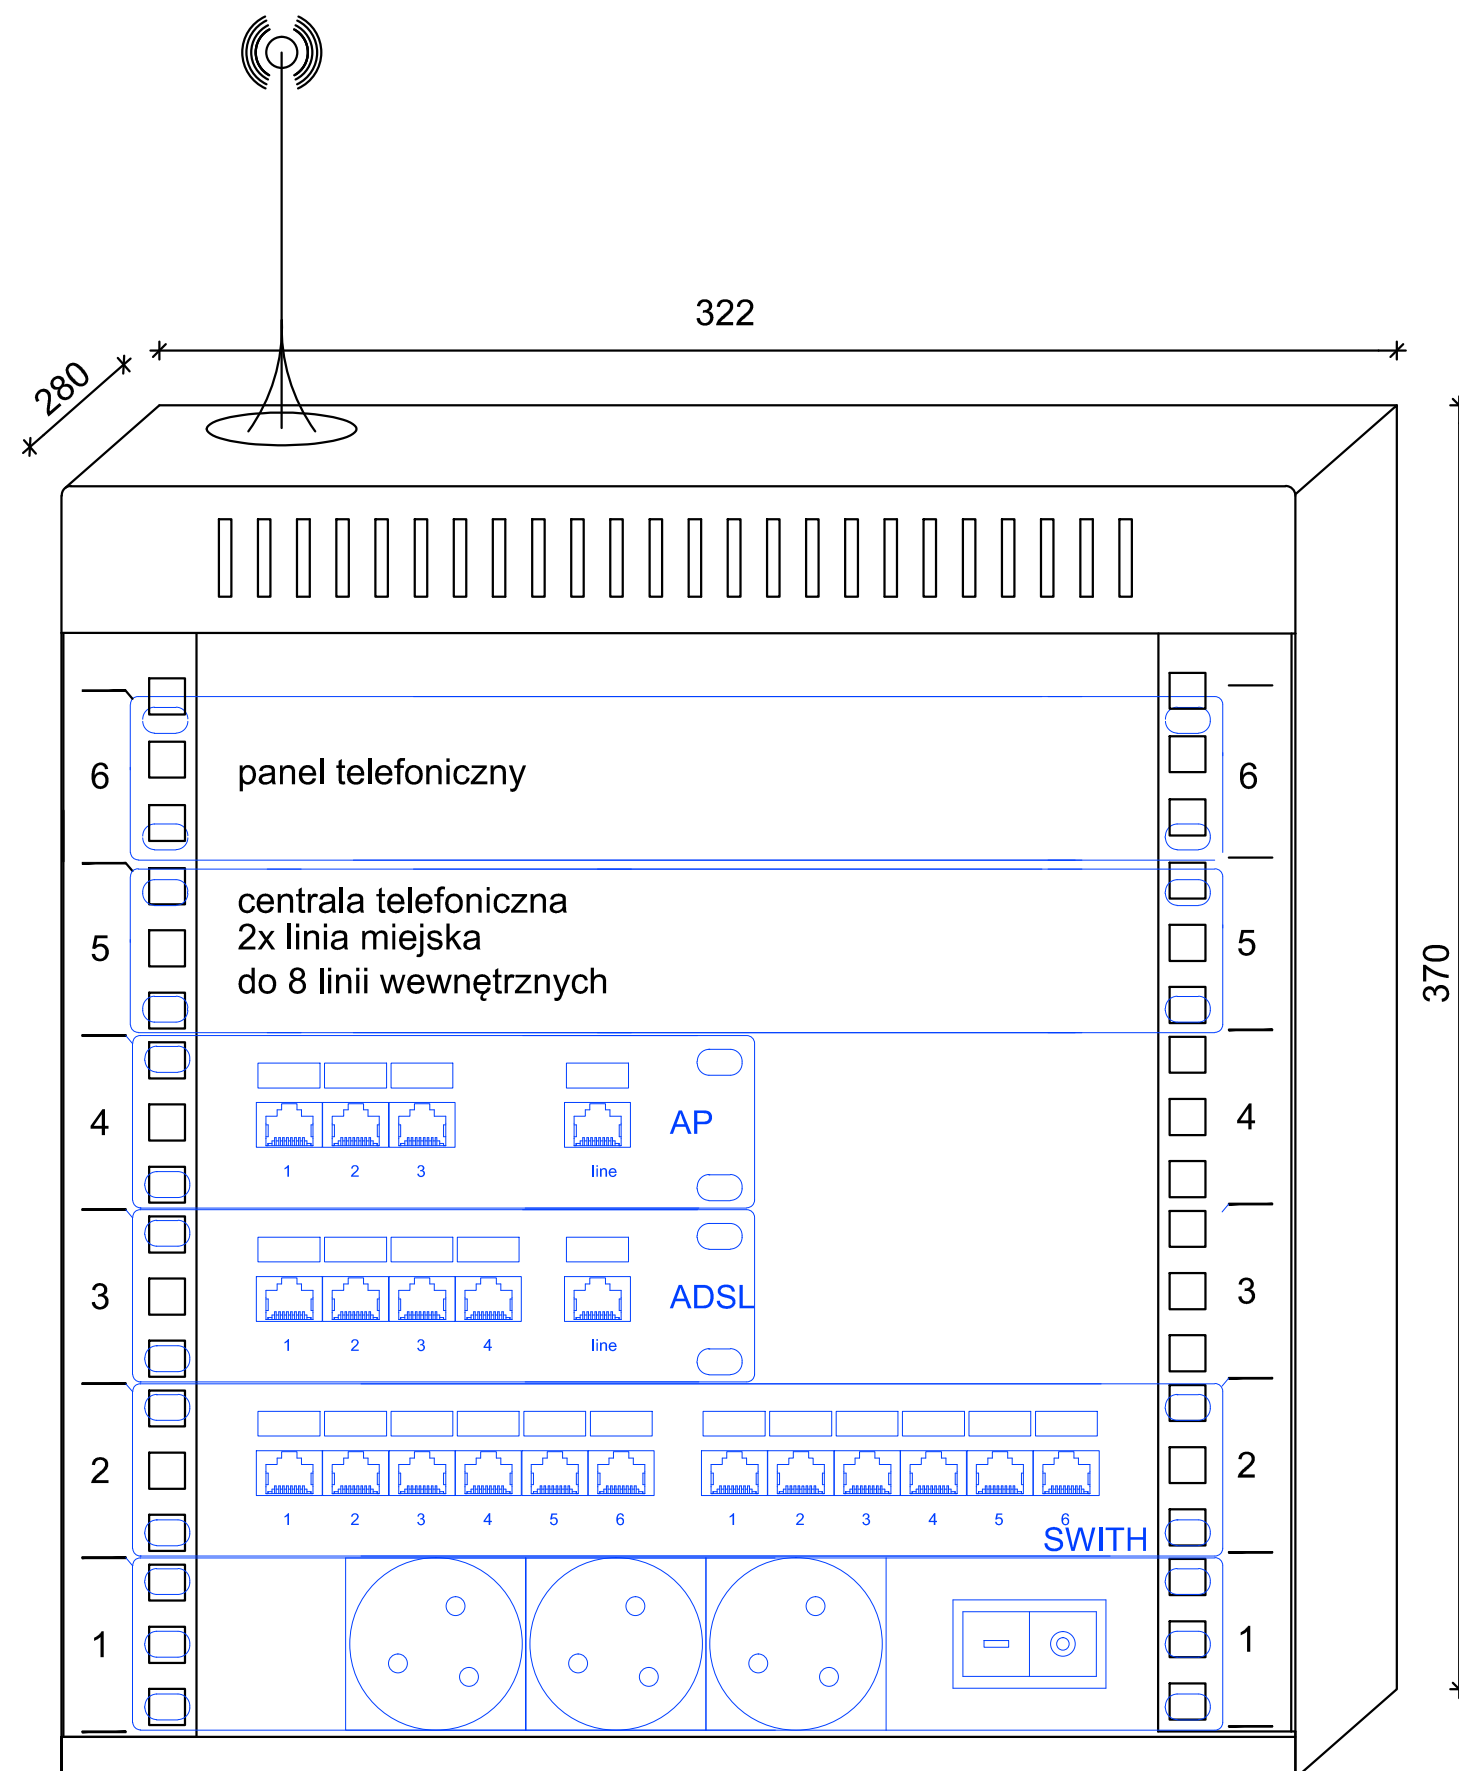 322
280
370
6 panel telefoniczny 6
centrala telefoniczna
2x linia miejska
5 5
do 8 linii wewnętrznych
4 AP 4
1 2 3 line
3 ADSL 3
1 2 3 4 line
2 2
1 2 3 4 5 6 1 2 3 4 5 6
SWITH
1 1